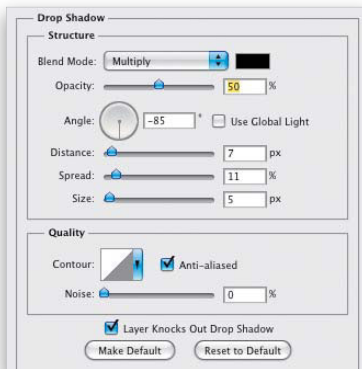 Drop Shadow
Structure
Blend Mode: Multiply
Opacity: 50 %
Angle: -85 ° Use Global Light
Distance: 7 px
Spread: 11 %
Size: 5 px
Quality
Contour: Anti-aliased
Noise: 0 %
Layer Knocks Out Drop Shadow
Make Default Reset to Default